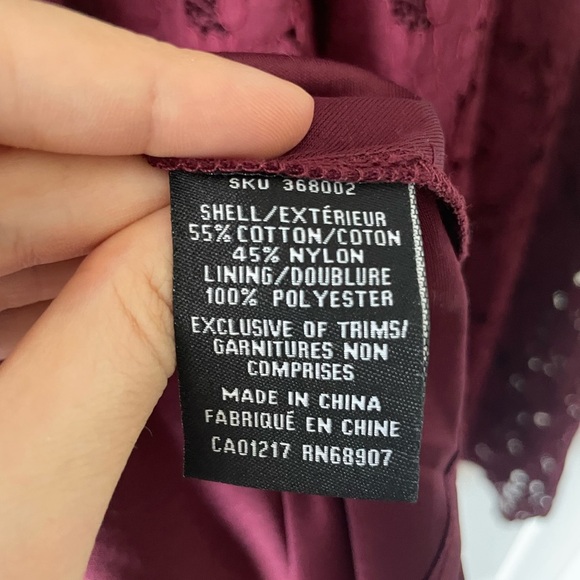 SKU 368002
SHELL/EXTÉRIEUR
55% COTTON/COTON
45% NYLON
LINING/DOUBLURE
100% POLYESTER
EXCLUSIVE OF TRIMS/
GARNITURES NON
COMPRISES
MADE IN CHINA
FABRIQUÉ EN CHINE
CA01217 RN68907